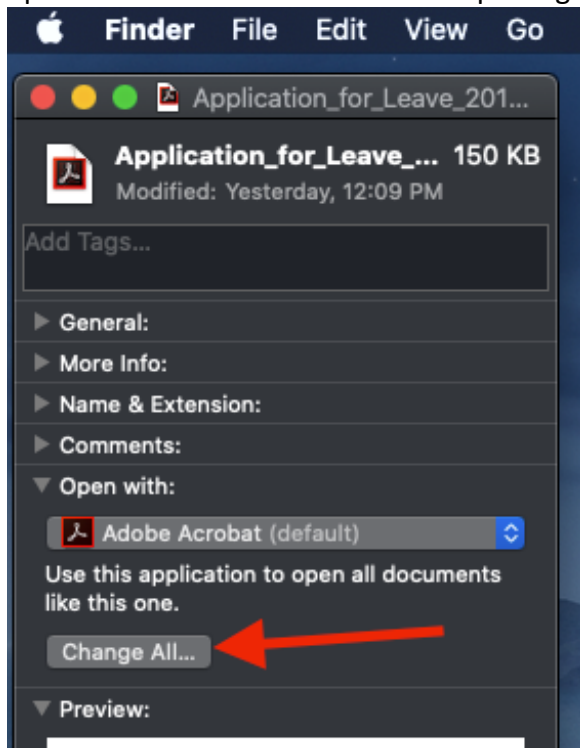 Finder File Edit View Go
Application_for_Leave_201...
Application_for_Leave_... 150 KB
Modified: Yesterday, 12:09 PM
Add Tags...
General:
More Info:
Name & Extension:
Comments:
Open with:
Adobe Acrobat (default)
Use this application to open all documents
like this one.
Change All...
Preview: